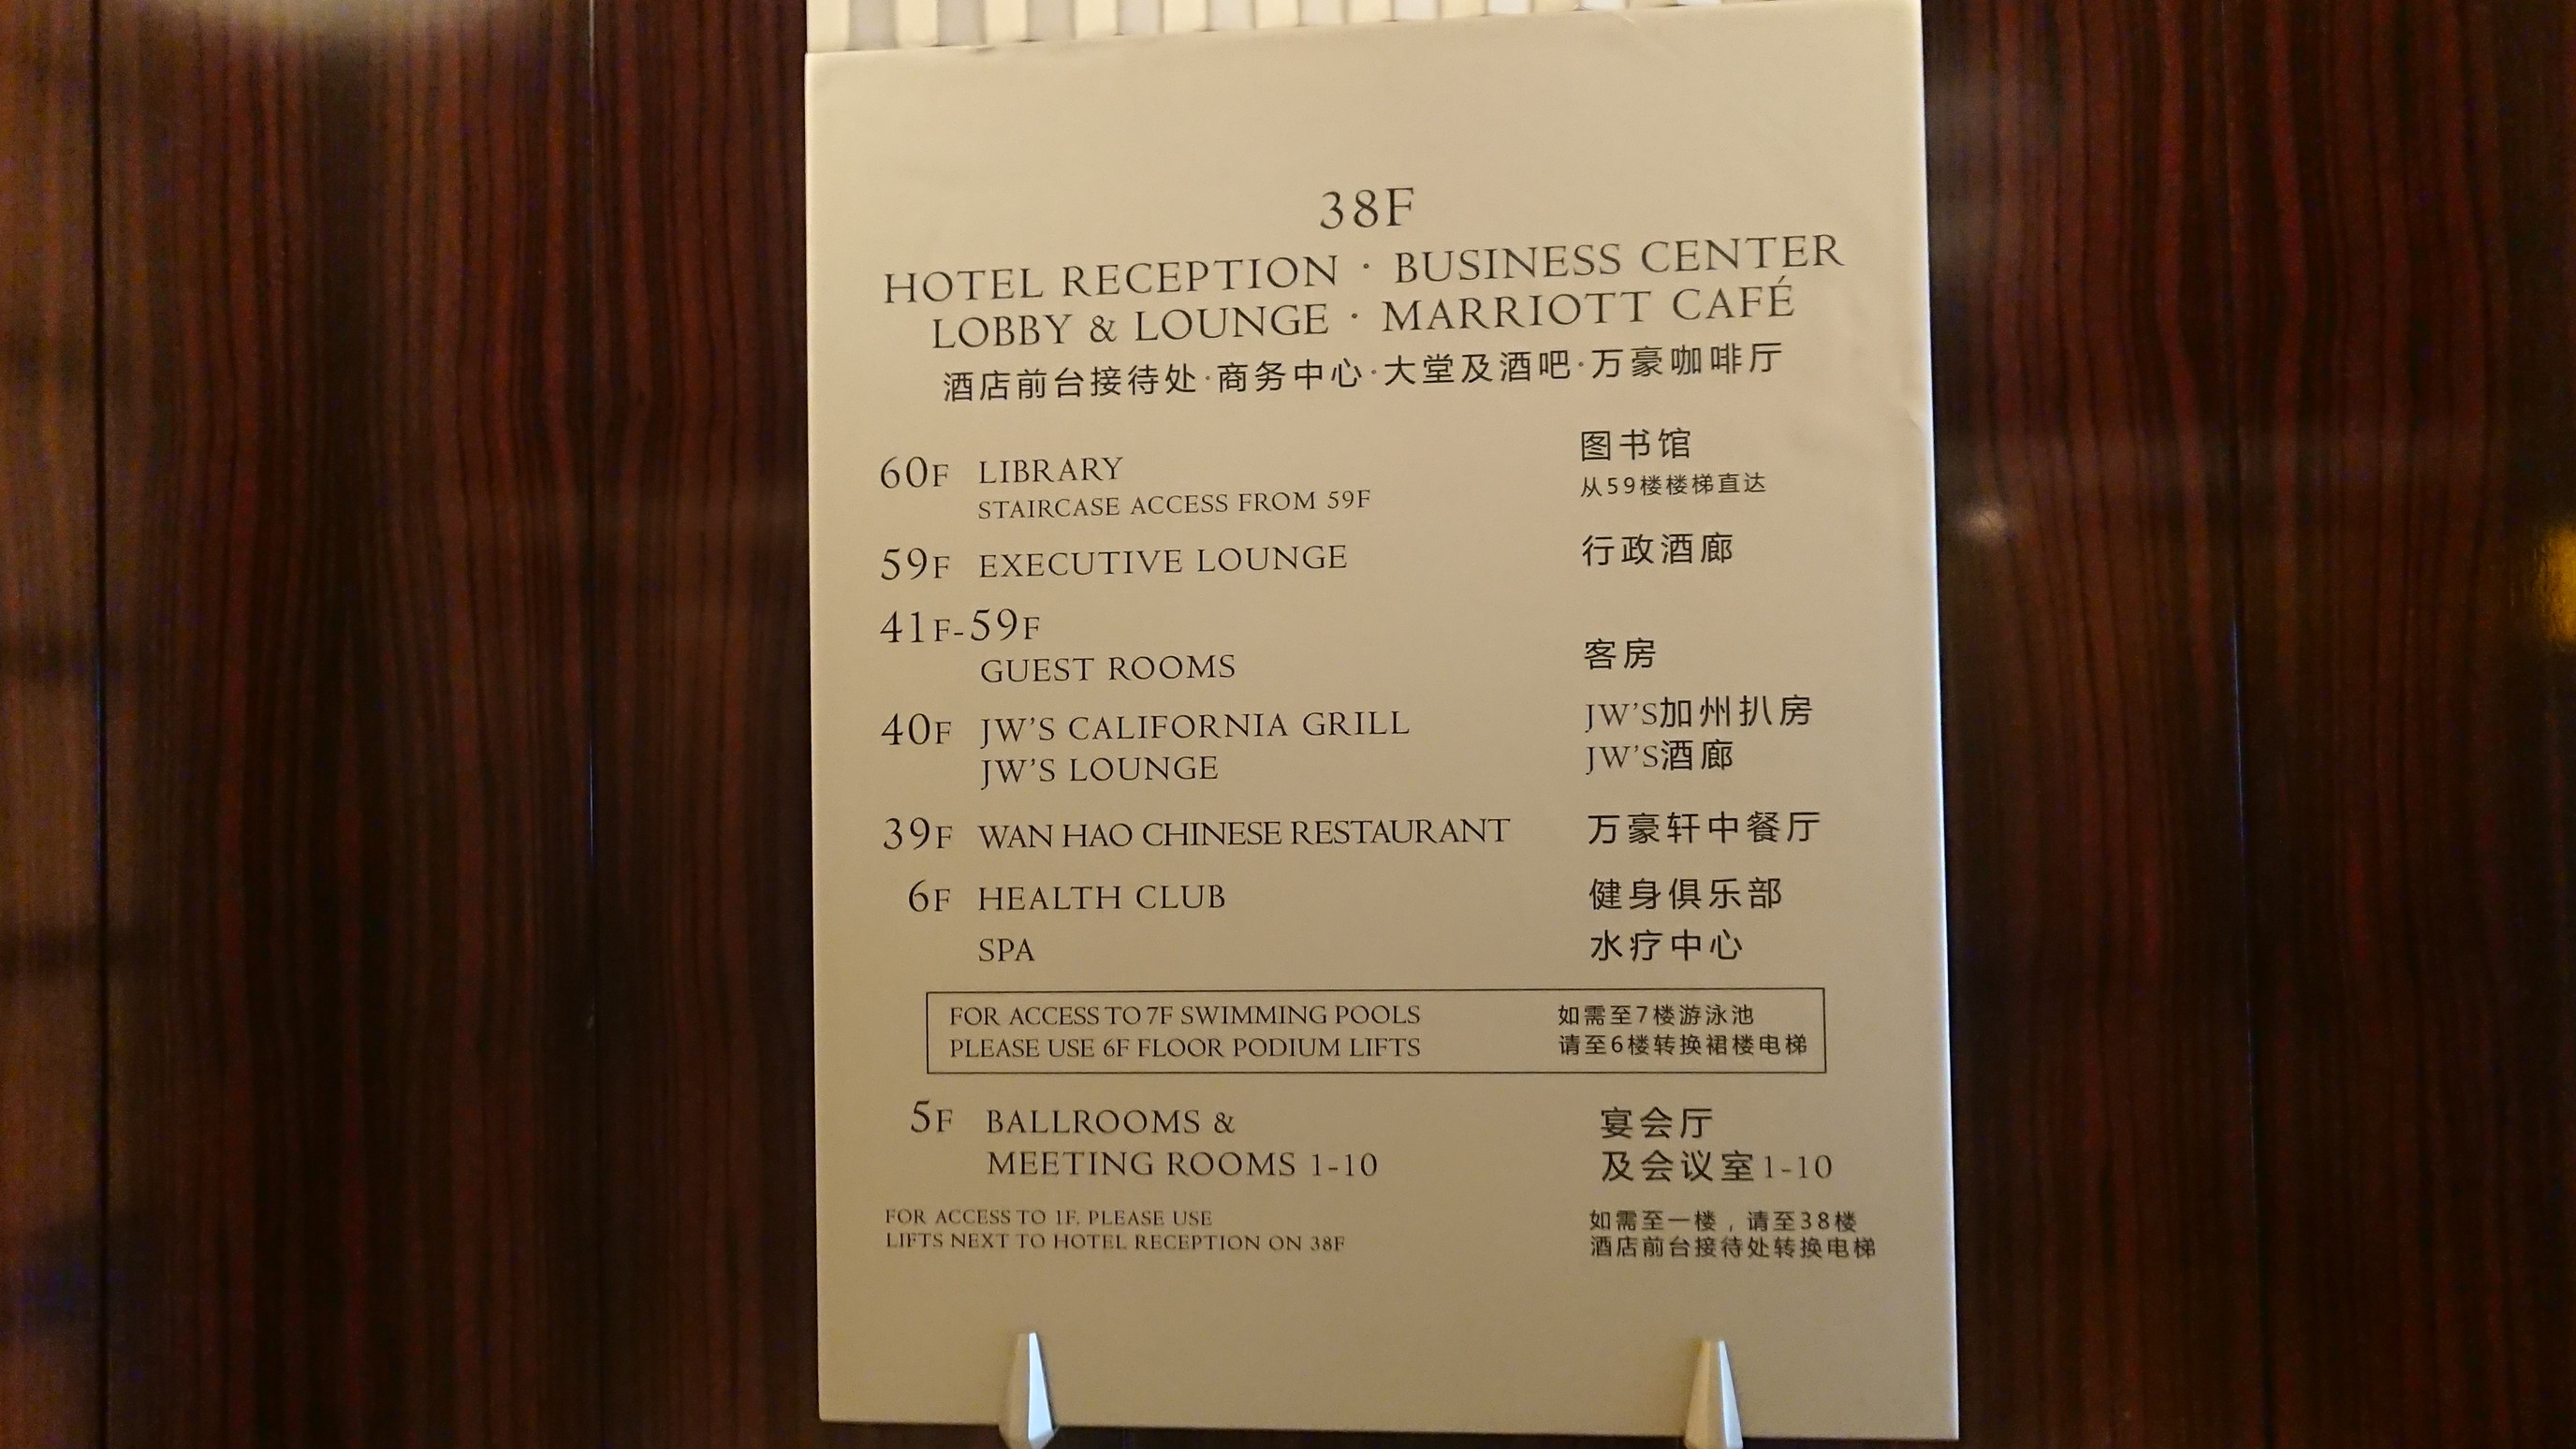 38F
HOTEL RECEPTION · BUSINESS CENTER
LOBBY & LOUNGE · MARRIOTT CAFÉ
酒店前台接待处·商务中心·大堂及酒吧·万豪咖啡厅
60F LIBRARY 图书馆
STAIRCASE ACCESS FROM 59F 从59楼楼梯直达
59F EXECUTIVE LOUNGE 行政酒廊
41F-59F
GUEST ROOMS 客房
40F JW'S CALIFORNIA GRILL JW'S加州扒房
JW'S LOUNGE JW'S酒廊
39F WAN HAO CHINESE RESTAURANT 万豪轩中餐厅
6F HEALTH CLUB 健身俱乐部
SPA 水疗中心
FOR ACCESS TO 7F SWIMMING POOLS 如需至7楼游泳池
PLEASE USE 6F FLOOR PODIUM LIFTS 请至6楼转换裙楼电梯
5F BALLROOMS & 宴会厅
MEETING ROOMS 1-10 及会议室1-10
FOR ACCESS TO 1F, PLEASE USE 如需至一楼，请至38楼
LIFTS NEXT TO HOTEL RECEPTION ON 38F 酒店前台接待处转换电梯